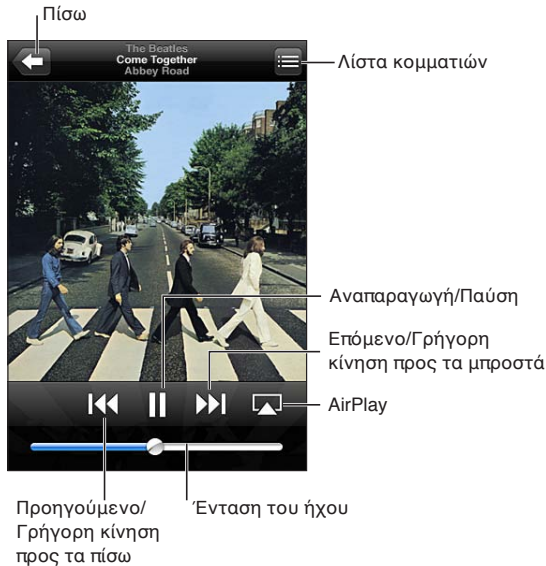 Πίσω
The Beatles
Come Together
Abbey Road
Λίστα κομματιών
Αναπαραγωγή/Παύση
Επόμενο/Γρήγορη
κίνηση προς τα μπροστά
AirPlay
Προηγούμενο/
Γρήγορη κίνηση
προς τα πίσω
Ένταση του ήχου